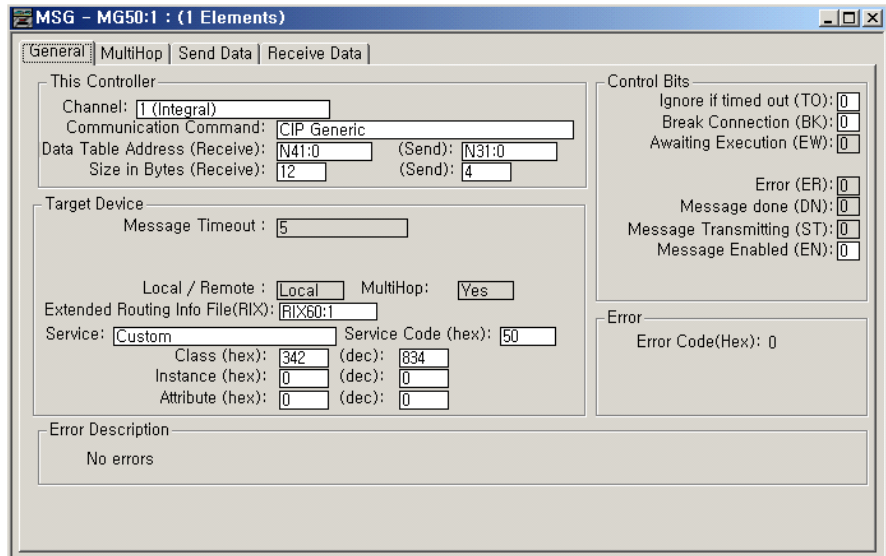 MSG - MG50:1 : (1 Elements)
General MultiHop Send Data Receive Data
This Controller
Channel: 1 (Integral)
Communication Command: CIP Generic
Data Table Address (Receive): N41:0 (Send): N31:0
Size in Bytes (Receive): 12 (Send): 4
Target Device
Message Timeout : 5
Local / Remote : Local MultiHop: Yes
Extended Routing Info File(RIX): RIX60:1
Service: Custom Service Code (hex): 50
Class (hex): 342 (dec): 834
Instance (hex): 0 (dec): 0
Attribute (hex): 0 (dec): 0
Control Bits
Ignore if timed out (TO): 0
Break Connection (BK): 0
Awaiting Execution (EW): 0
Error (ER): 0
Message done (DN): 0
Message Transmitting (ST): 0
Message Enabled (EN): 0
Error
Error Code(Hex): 0
Error Description
No errors